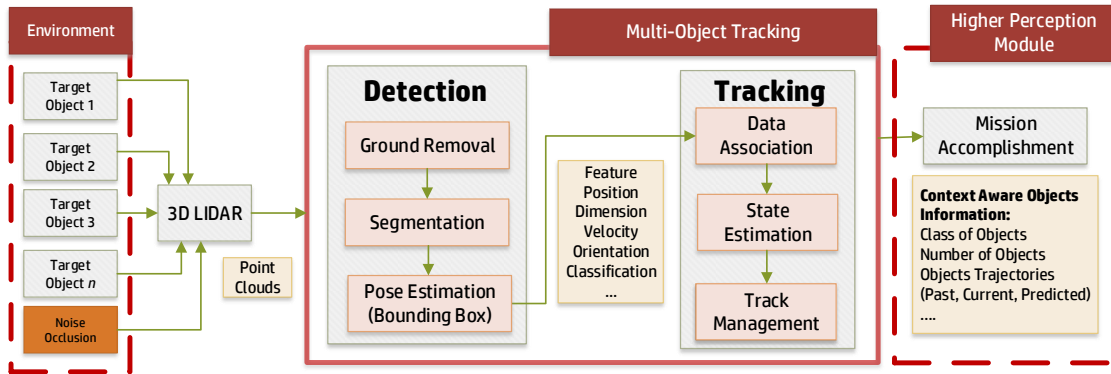 Environment
Target
Object 1
Target
Object 2
Target
Object 3
Target
Object n
Noise
Occlusion
3D LIDAR
Point
Clouds
Multi-Object Tracking
Detection
Ground Removal
Segmentation
Pose Estimation
(Bounding Box)
Feature
Position
Dimension
Velocity
Orientation
Classification
...
Tracking
Data
Association
State
Estimation
Track
Management
Higher Perception
Module
Mission
Accomplishment
Context Aware Objects
Information:
Class of Objects
Number of Objects
Objects Trajectories
(Past, Current, Predicted)
....